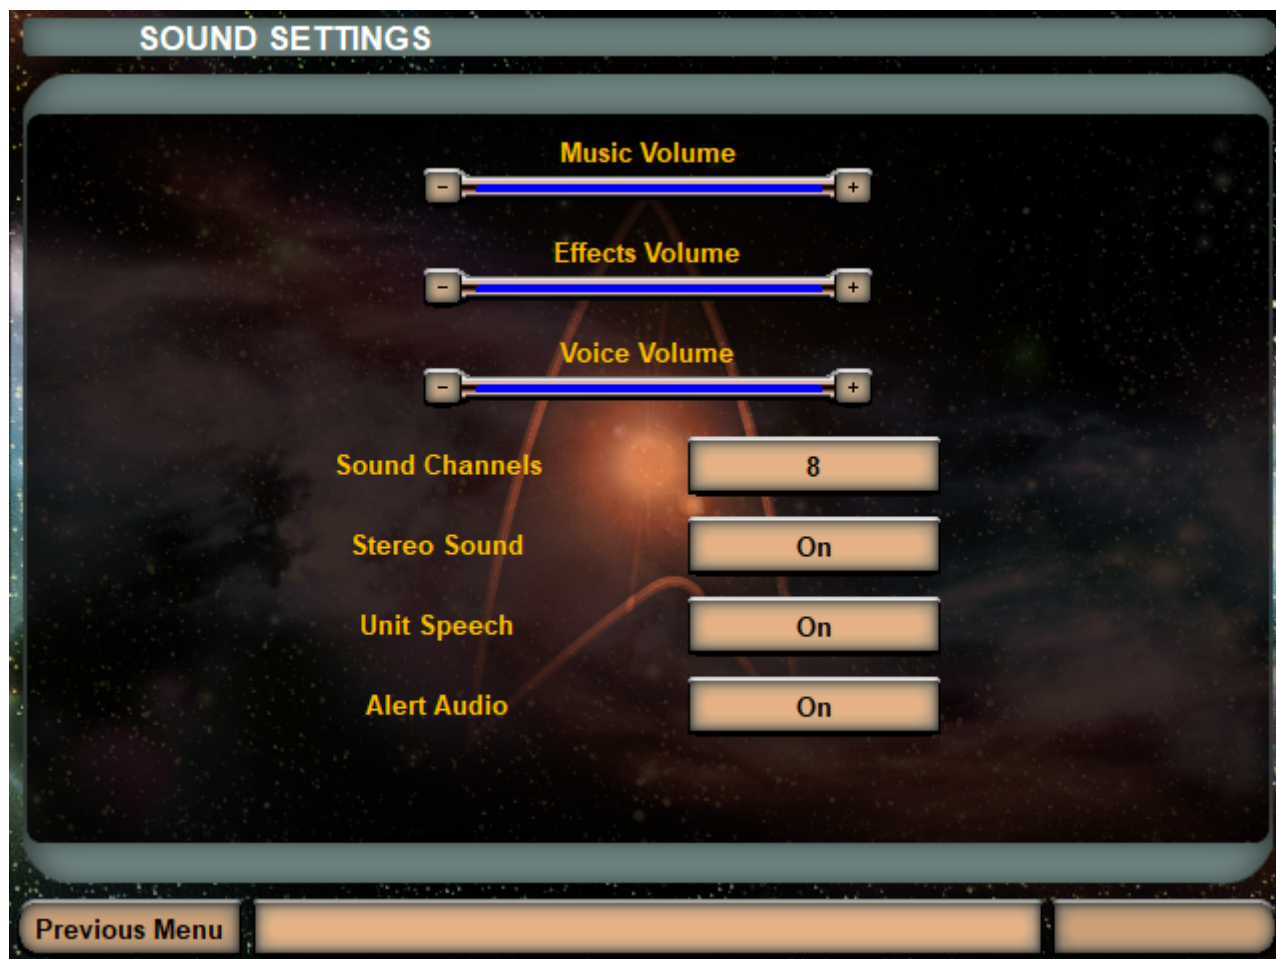 SOUND SETTINGS
Music Volume
- +
Effects Volume
- +
Voice Volume
- +
Sound Channels 8
Stereo Sound On
Unit Speech On
Alert Audio On
Previous Menu